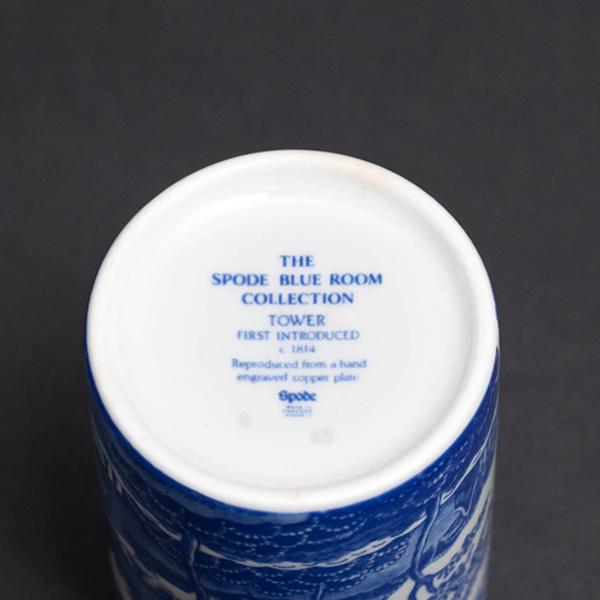 THE
SPODE BLUE ROOM
COLLECTION
TOWER
FIRST INTRODUCED
c 1814
Reproduced from a hand
engraved copper plate
Spode